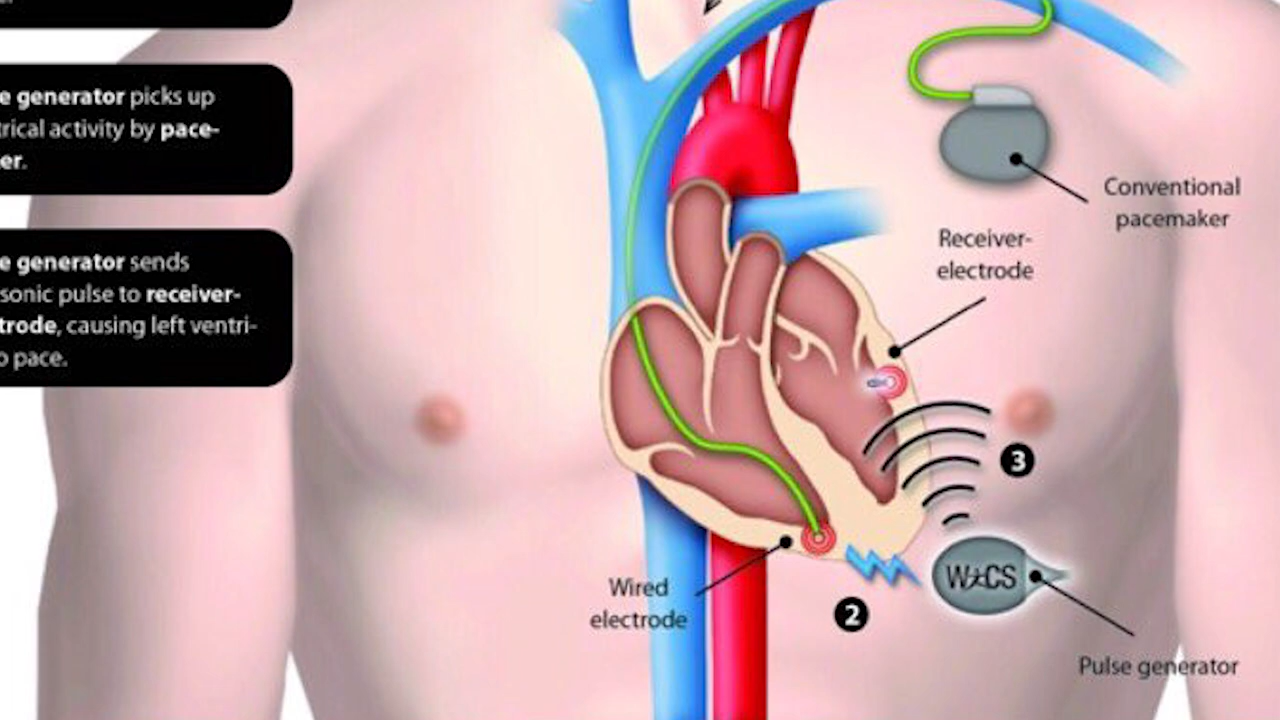 e generator picks up
trical activity by pace-
er.
e generator sends
sonic pulse to receiver-
trode, causing left ventri-
o pace.
Conventional
pacemaker
Receiver-
electrode
3
WiCS
Wired
electrode
2
Pulse generator